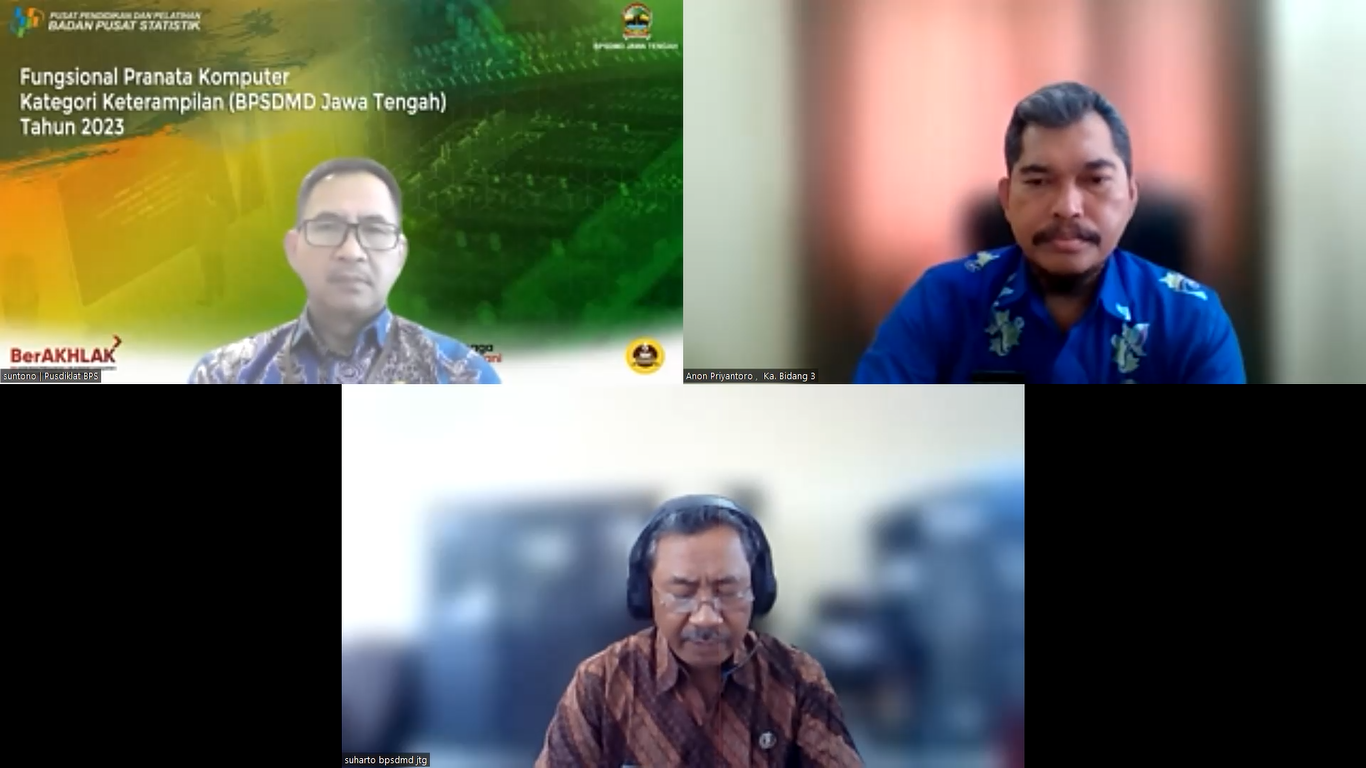 PUSAT PENDIDIKAN DAN PELATIHAN
BADAN PUSAT STATISTIK
BPSDMD JAWA TENGAH
Fungsional Pranata Komputer
Kategori Keterampilan (BPSDMD Jawa Tengah)
Tahun 2023
BerAKHLAK
suntono | Pusdiklat BPS
Anon Priyantoro , Ka. Bidang 3
suharto bpsdmd jtg